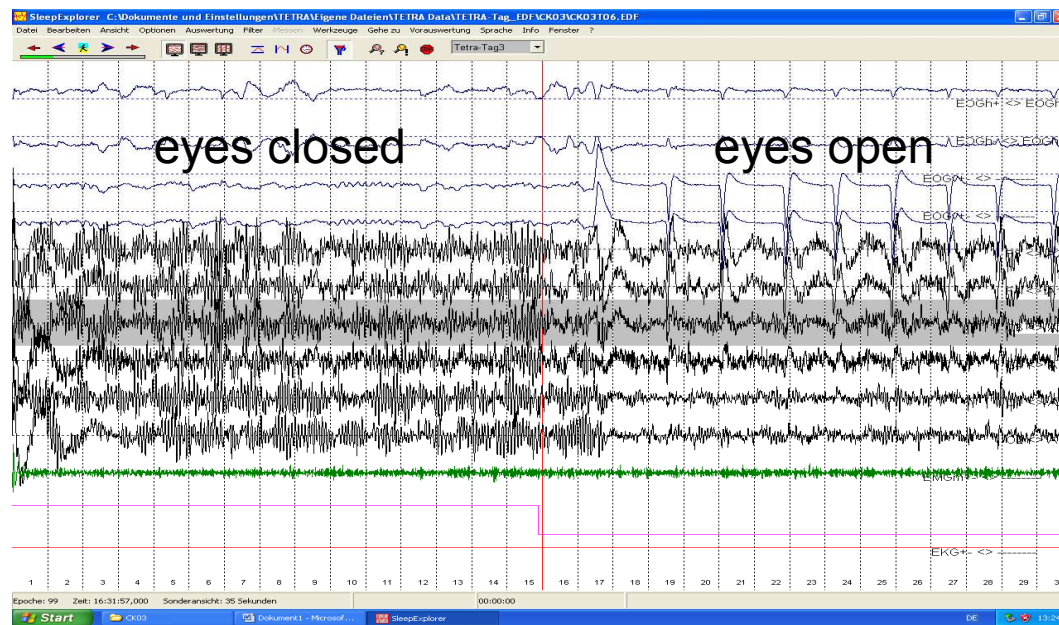 SleepExplorer C:\Dokumente und Einstellungen\TETRA\Eigene Dateien\TETRA Data\TETRA-Tag_EDF\CK03\CK03T06.EDF
Datei Bearbeiten Ansicht Optionen Auswertung Filter Messen Werkzeuge Gehe zu Vorauswertung Sprache Info Fenster ?
Tetra-Tag3
EOGh+ <> EOGh
eyes closed
eyes open
EOGh- <> EOGh
EOGv+- <> --------
EOGv+- <> --------
EMGm+- <> --------
EKG+- <> --------
1 2 3 4 5 6 7 8 9 10 11 12 13 14 15 16 17 18 19 20 21 22 23 24 25 26 27 28 29 3
Epoche: 99 Zeit: 16:31:57,000 Sonderansicht: 35 Sekunden 00:00:00
Start CK03 Dokument1 - Microsof... SleepExplorer DE 13:24